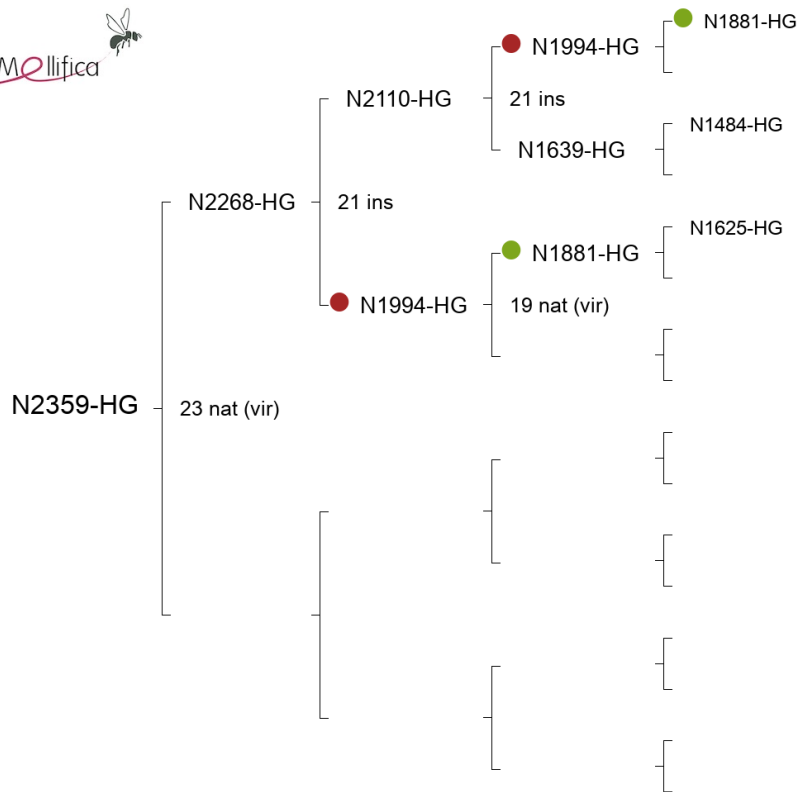 Mellifica
N1881-HG
N1994-HG
N2110-HG
21 ins
N1484-HG
N1639-HG
N2268-HG
21 ins
N1625-HG
N1881-HG
N1994-HG
19 nat (vir)
N2359-HG
23 nat (vir)